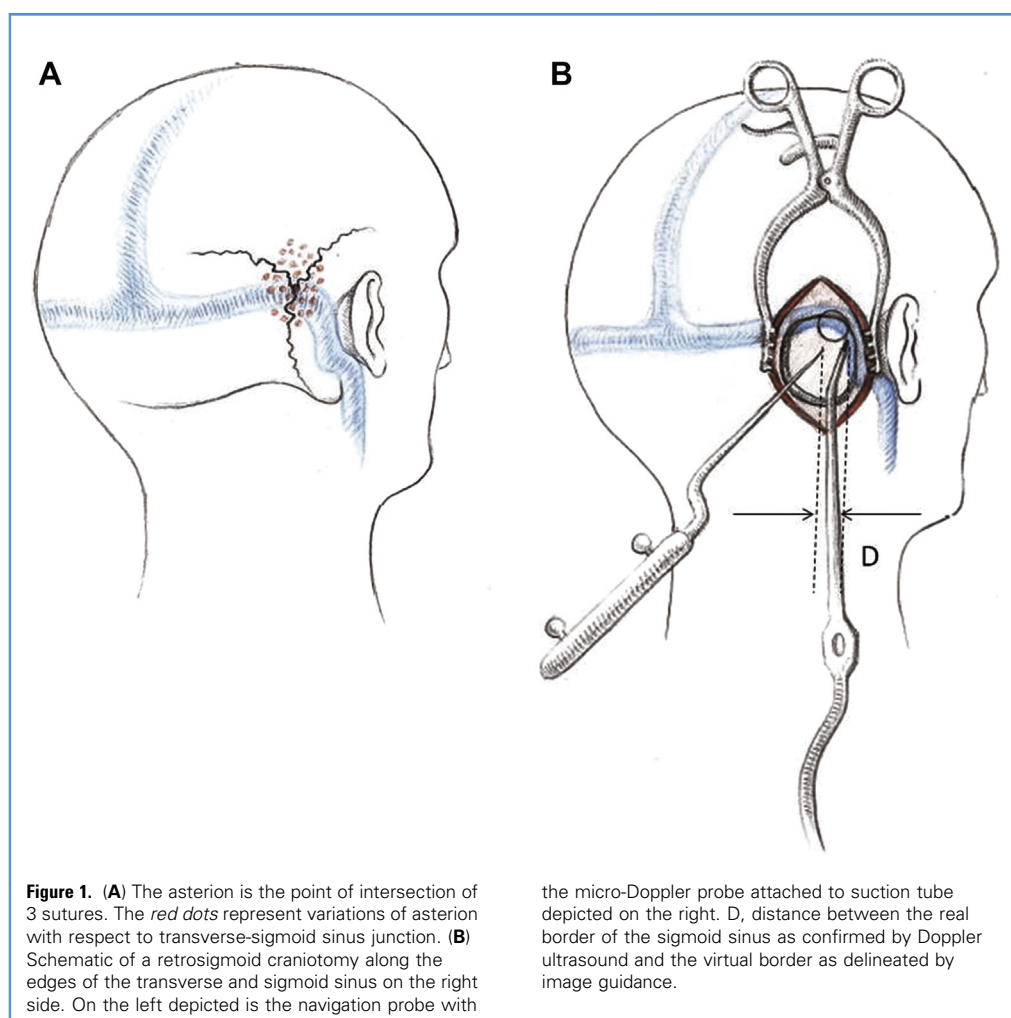 A
B
D
Figure 1. (A) The asterion is the point of intersection of
3 sutures. The red dots represent variations of asterion
with respect to transverse-sigmoid sinus junction. (B)
Schematic of a retrosigmoid craniotomy along the
edges of the transverse and sigmoid sinus on the right
side. On the left depicted is the navigation probe with
the micro-Doppler probe attached to suction tube
depicted on the right. D, distance between the real
border of the sigmoid sinus as confirmed by Doppler
ultrasound and the virtual border as delineated by
image guidance.